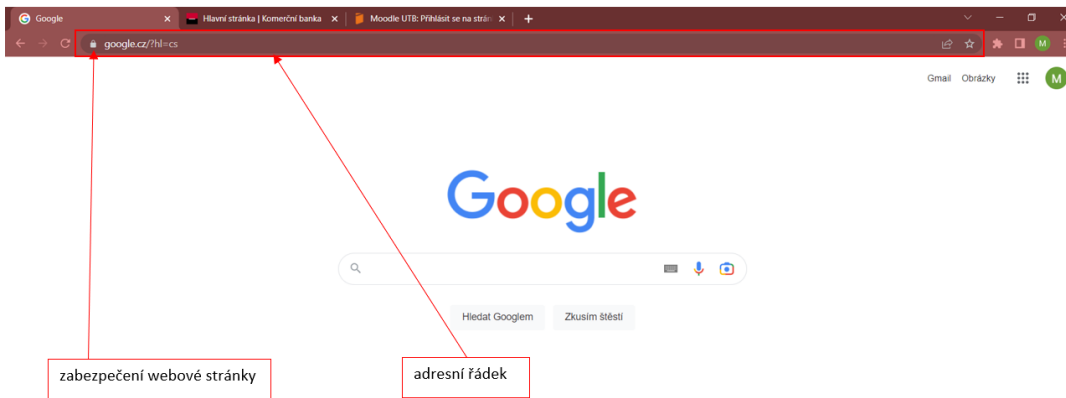 Google
Hlavní stránka | Komerční banka
Moodle UTB: Přihlásit se na strán
google.cz/?hl=cs
M
Gmail Obrázky
M
Google
Hledat Googlem
Zkusím štěstí
zabezpečení webové stránky
adresní řádek